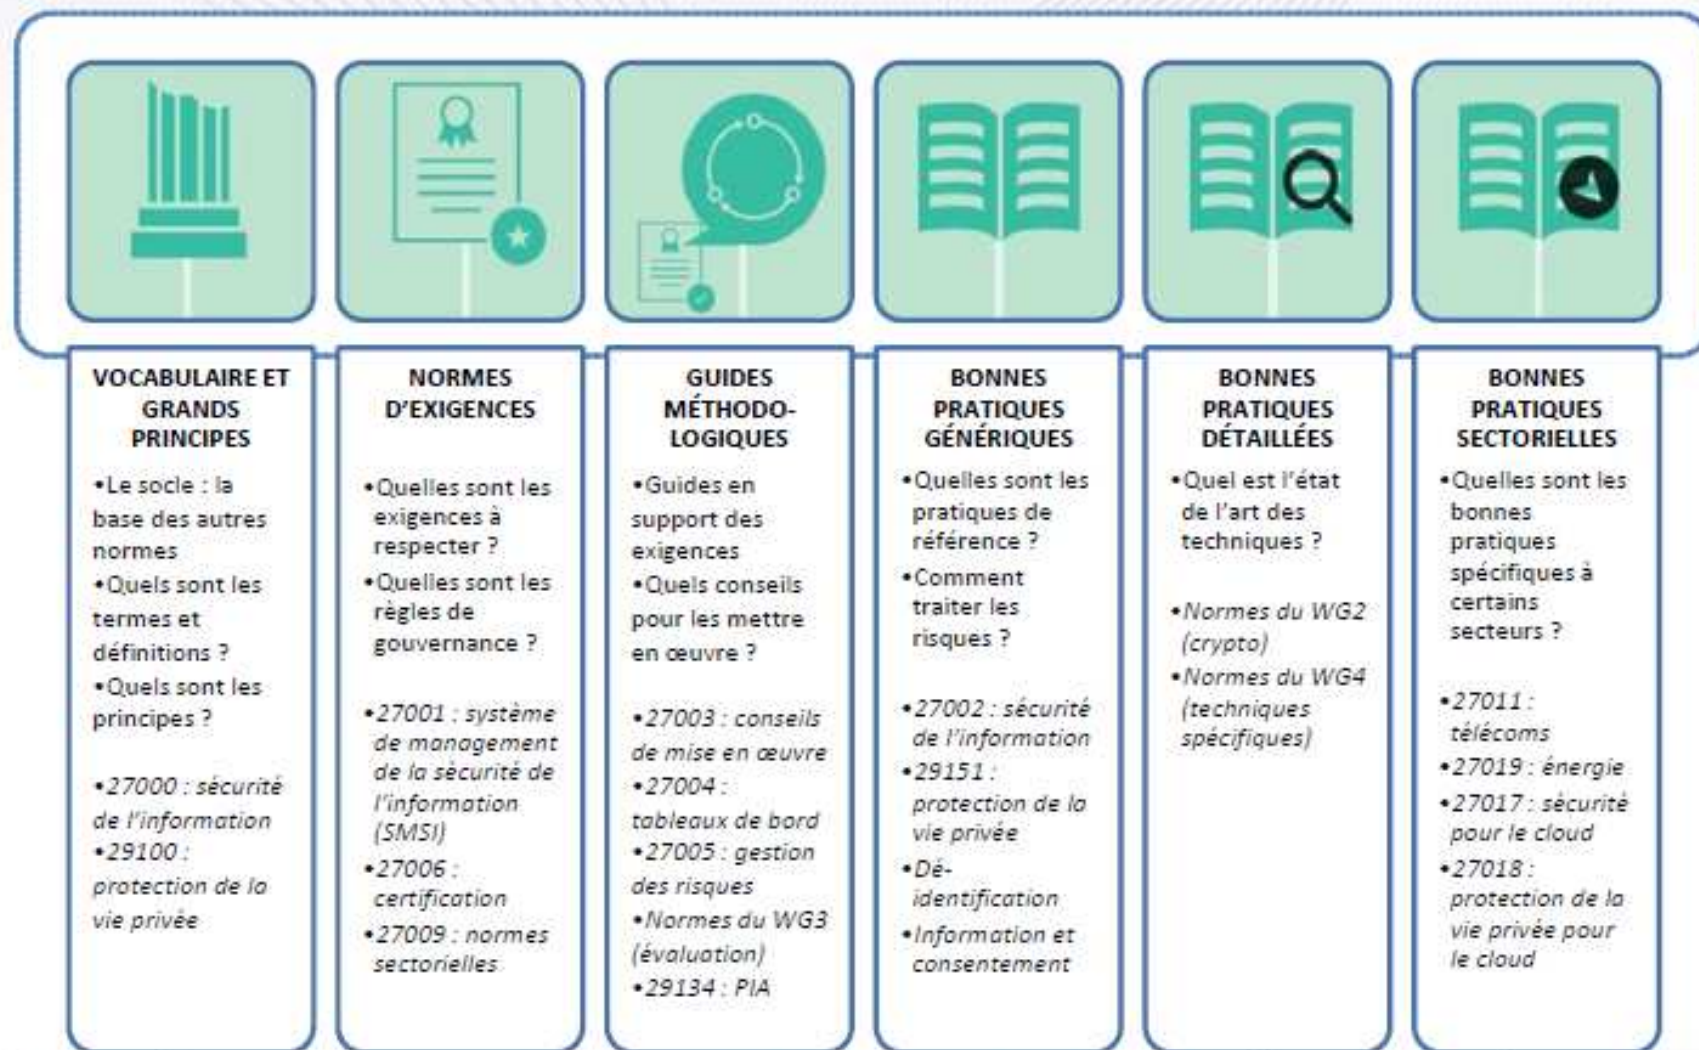 VOCABULAIRE ET
GRANDS
PRINCIPES
•Le socle : la
base des autres
normes
•Quels sont les
termes et
définitions ?
•Quels sont les
principes ?
•27000 : sécurité
de l'information
•29100 :
protection de la
vie privée
NORMES
D'EXIGENCES
•Quelles sont les
exigences à
respecter ?
•Quelles sont les
règles de
gouvernance ?
•27001 : système
de management
de la sécurité de
l'information
(SMSI)
•27006 :
certification
•27009 : normes
sectorielles
GUIDES
MÉTHODO-
LOGIQUES
•Guides en
support des
exigences
•Quels conseils
pour les mettre
en œuvre ?
•27003 : conseils
de mise en œuvre
•27004 :
tableaux de bord
•27005 : gestion
des risques
•Normes du WG3
(évaluation)
•29134 : PIA
BONNES
PRATIQUES
GÉNÉRIQUES
•Quelles sont les
pratiques de
référence ?
•Comment
traiter les
risques ?
•27002 : sécurité
de l'information
•29151 :
protection de la
vie privée
•Dé-
identification
•Information et
consentement
BONNES
PRATIQUES
DÉTAILLÉES
•Quel est l'état
de l'art des
techniques ?
•Normes du WG2
(crypto)
•Normes du WG4
(techniques
spécifiques)
BONNES
PRATIQUES
SECTORIELLES
•Quelles sont les
bonnes
pratiques
spécifiques à
certains
secteurs ?
•27011 :
télécoms
•27019 : énergie
•27017 : sécurité
pour le cloud
•27018 :
protection de la
vie privée pour
le cloud